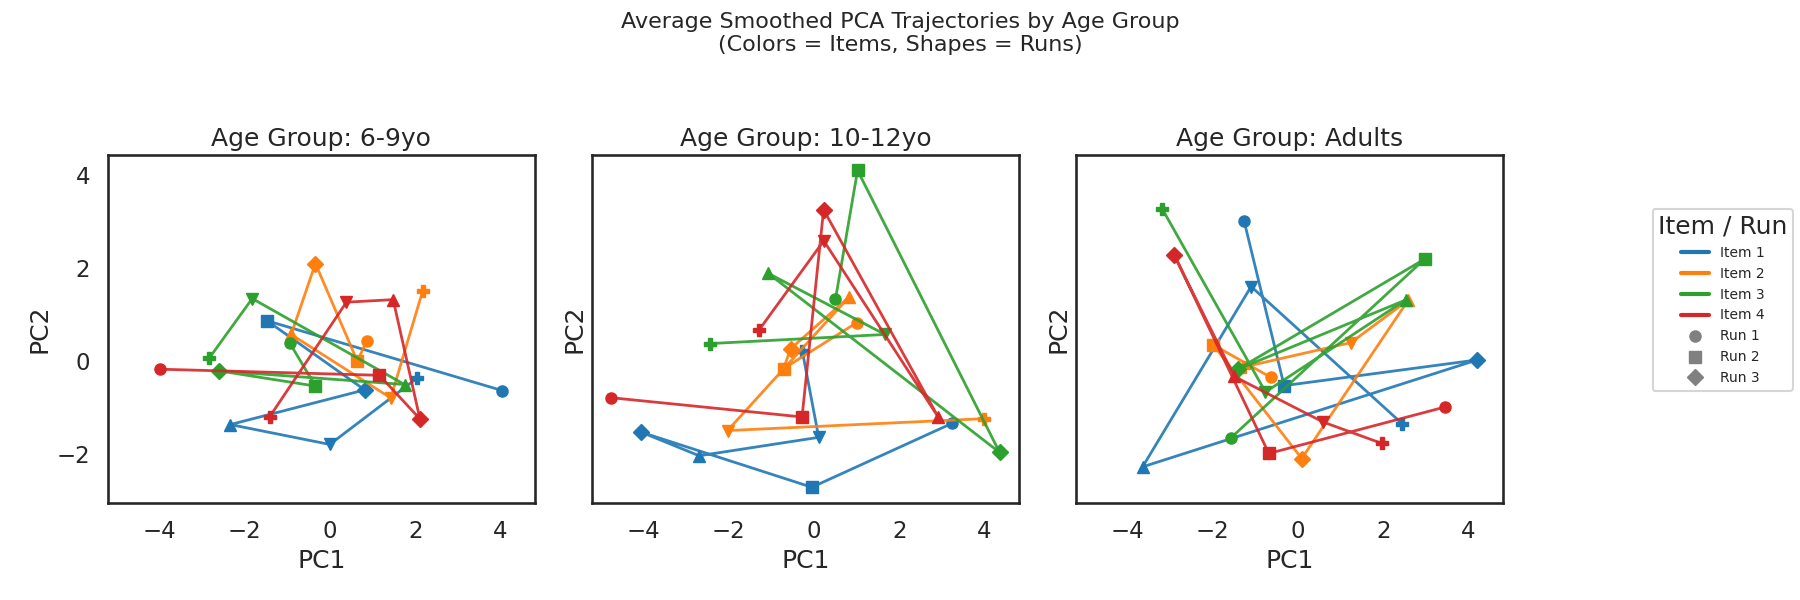 Average Smoothed PCA Trajectories by Age Group
(Colors = Items, Shapes = Runs)
Age Group: 6-9yo
Age Group: 10-12yo
Age Group: Adults
4
2
0
−2
PC2
PC2
PC2
−4 −2 0 2 4
−4 −2 0 2 4
−4 −2 0 2 4
PC1
PC1
PC1
Item / Run
Item 1
Item 2
Item 3
Item 4
Run 1
Run 2
Run 3